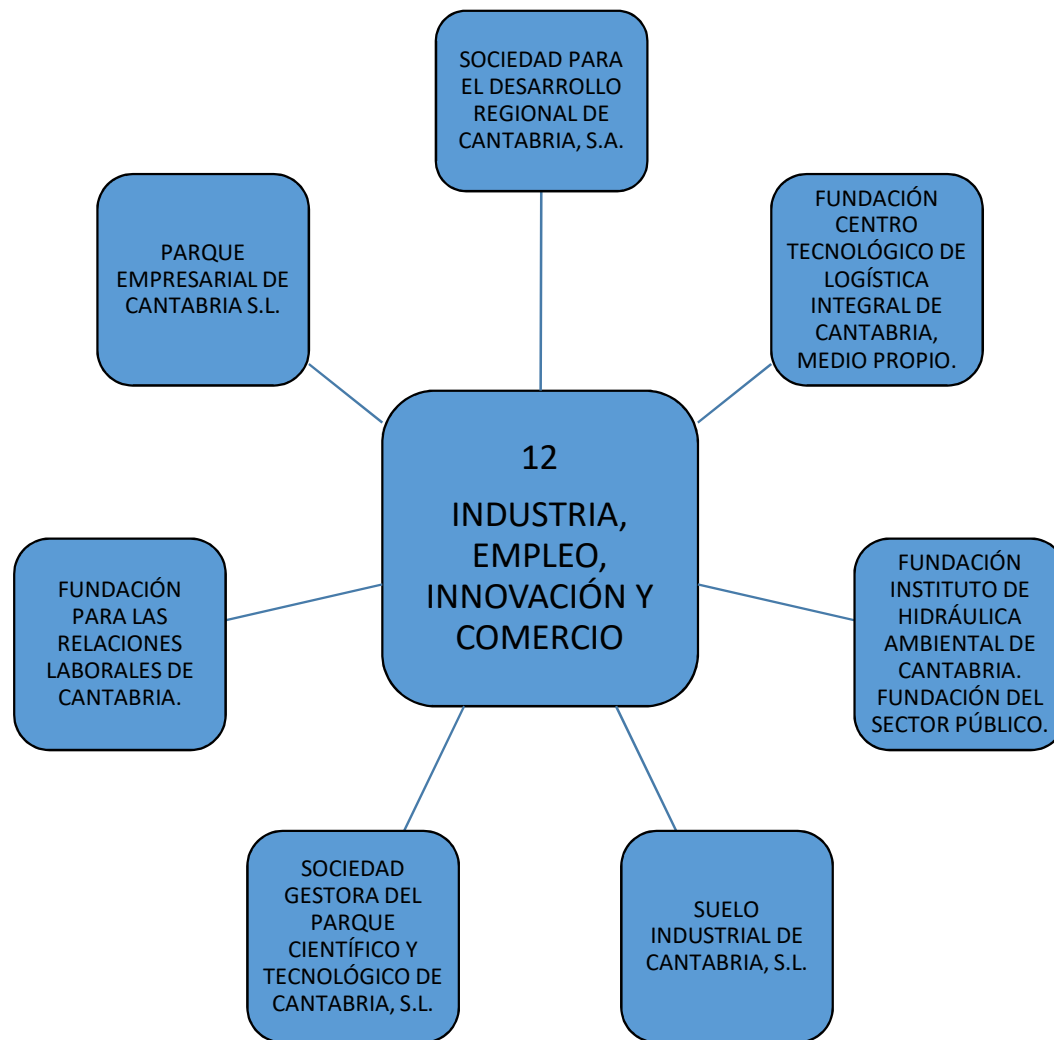 SOCIEDAD PARA
EL DESARROLLO
REGIONAL DE
CANTABRIA, S.A.
FUNDACIÓN
CENTRO
TECNOLÓGICO DE
LOGÍSTICA
INTEGRAL DE
CANTABRIA,
MEDIO PROPIO.
PARQUE
EMPRESARIAL DE
CANTABRIA S.L.
12
INDUSTRIA,
EMPLEO,
INNOVACIÓN Y
COMERCIO
FUNDACIÓN
INSTITUTO DE
HIDRÁULICA
AMBIENTAL DE
CANTABRIA.
FUNDACIÓN DEL
SECTOR PÚBLICO.
FUNDACIÓN
PARA LAS
RELACIONES
LABORALES DE
CANTABRIA.
SOCIEDAD
GESTORA DEL
PARQUE
CIENTÍFICO Y
TECNOLÓGICO DE
CANTABRIA, S.L.
SUELO
INDUSTRIAL DE
CANTABRIA, S.L.